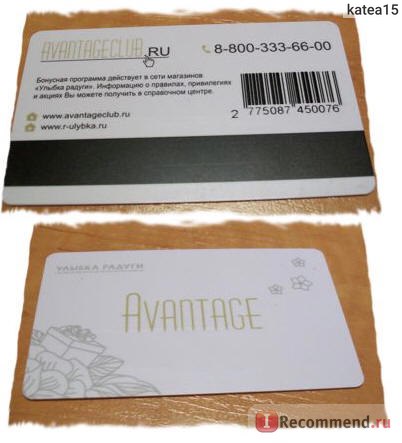 katea15
AVANTAGECLUB.RU
8-800-333-66-00
Бонусная программа действует в сети магазинов
«Улыбка радуги». Информацию о правилах, привилегиях
и акциях Вы можете получить в справочном центре.
www.avantageclub.ru
www.r-ulybka.ru
2 775087 450076
УЛЫБКА РАДУГИ
AVANTAGE
IRecommend.ru